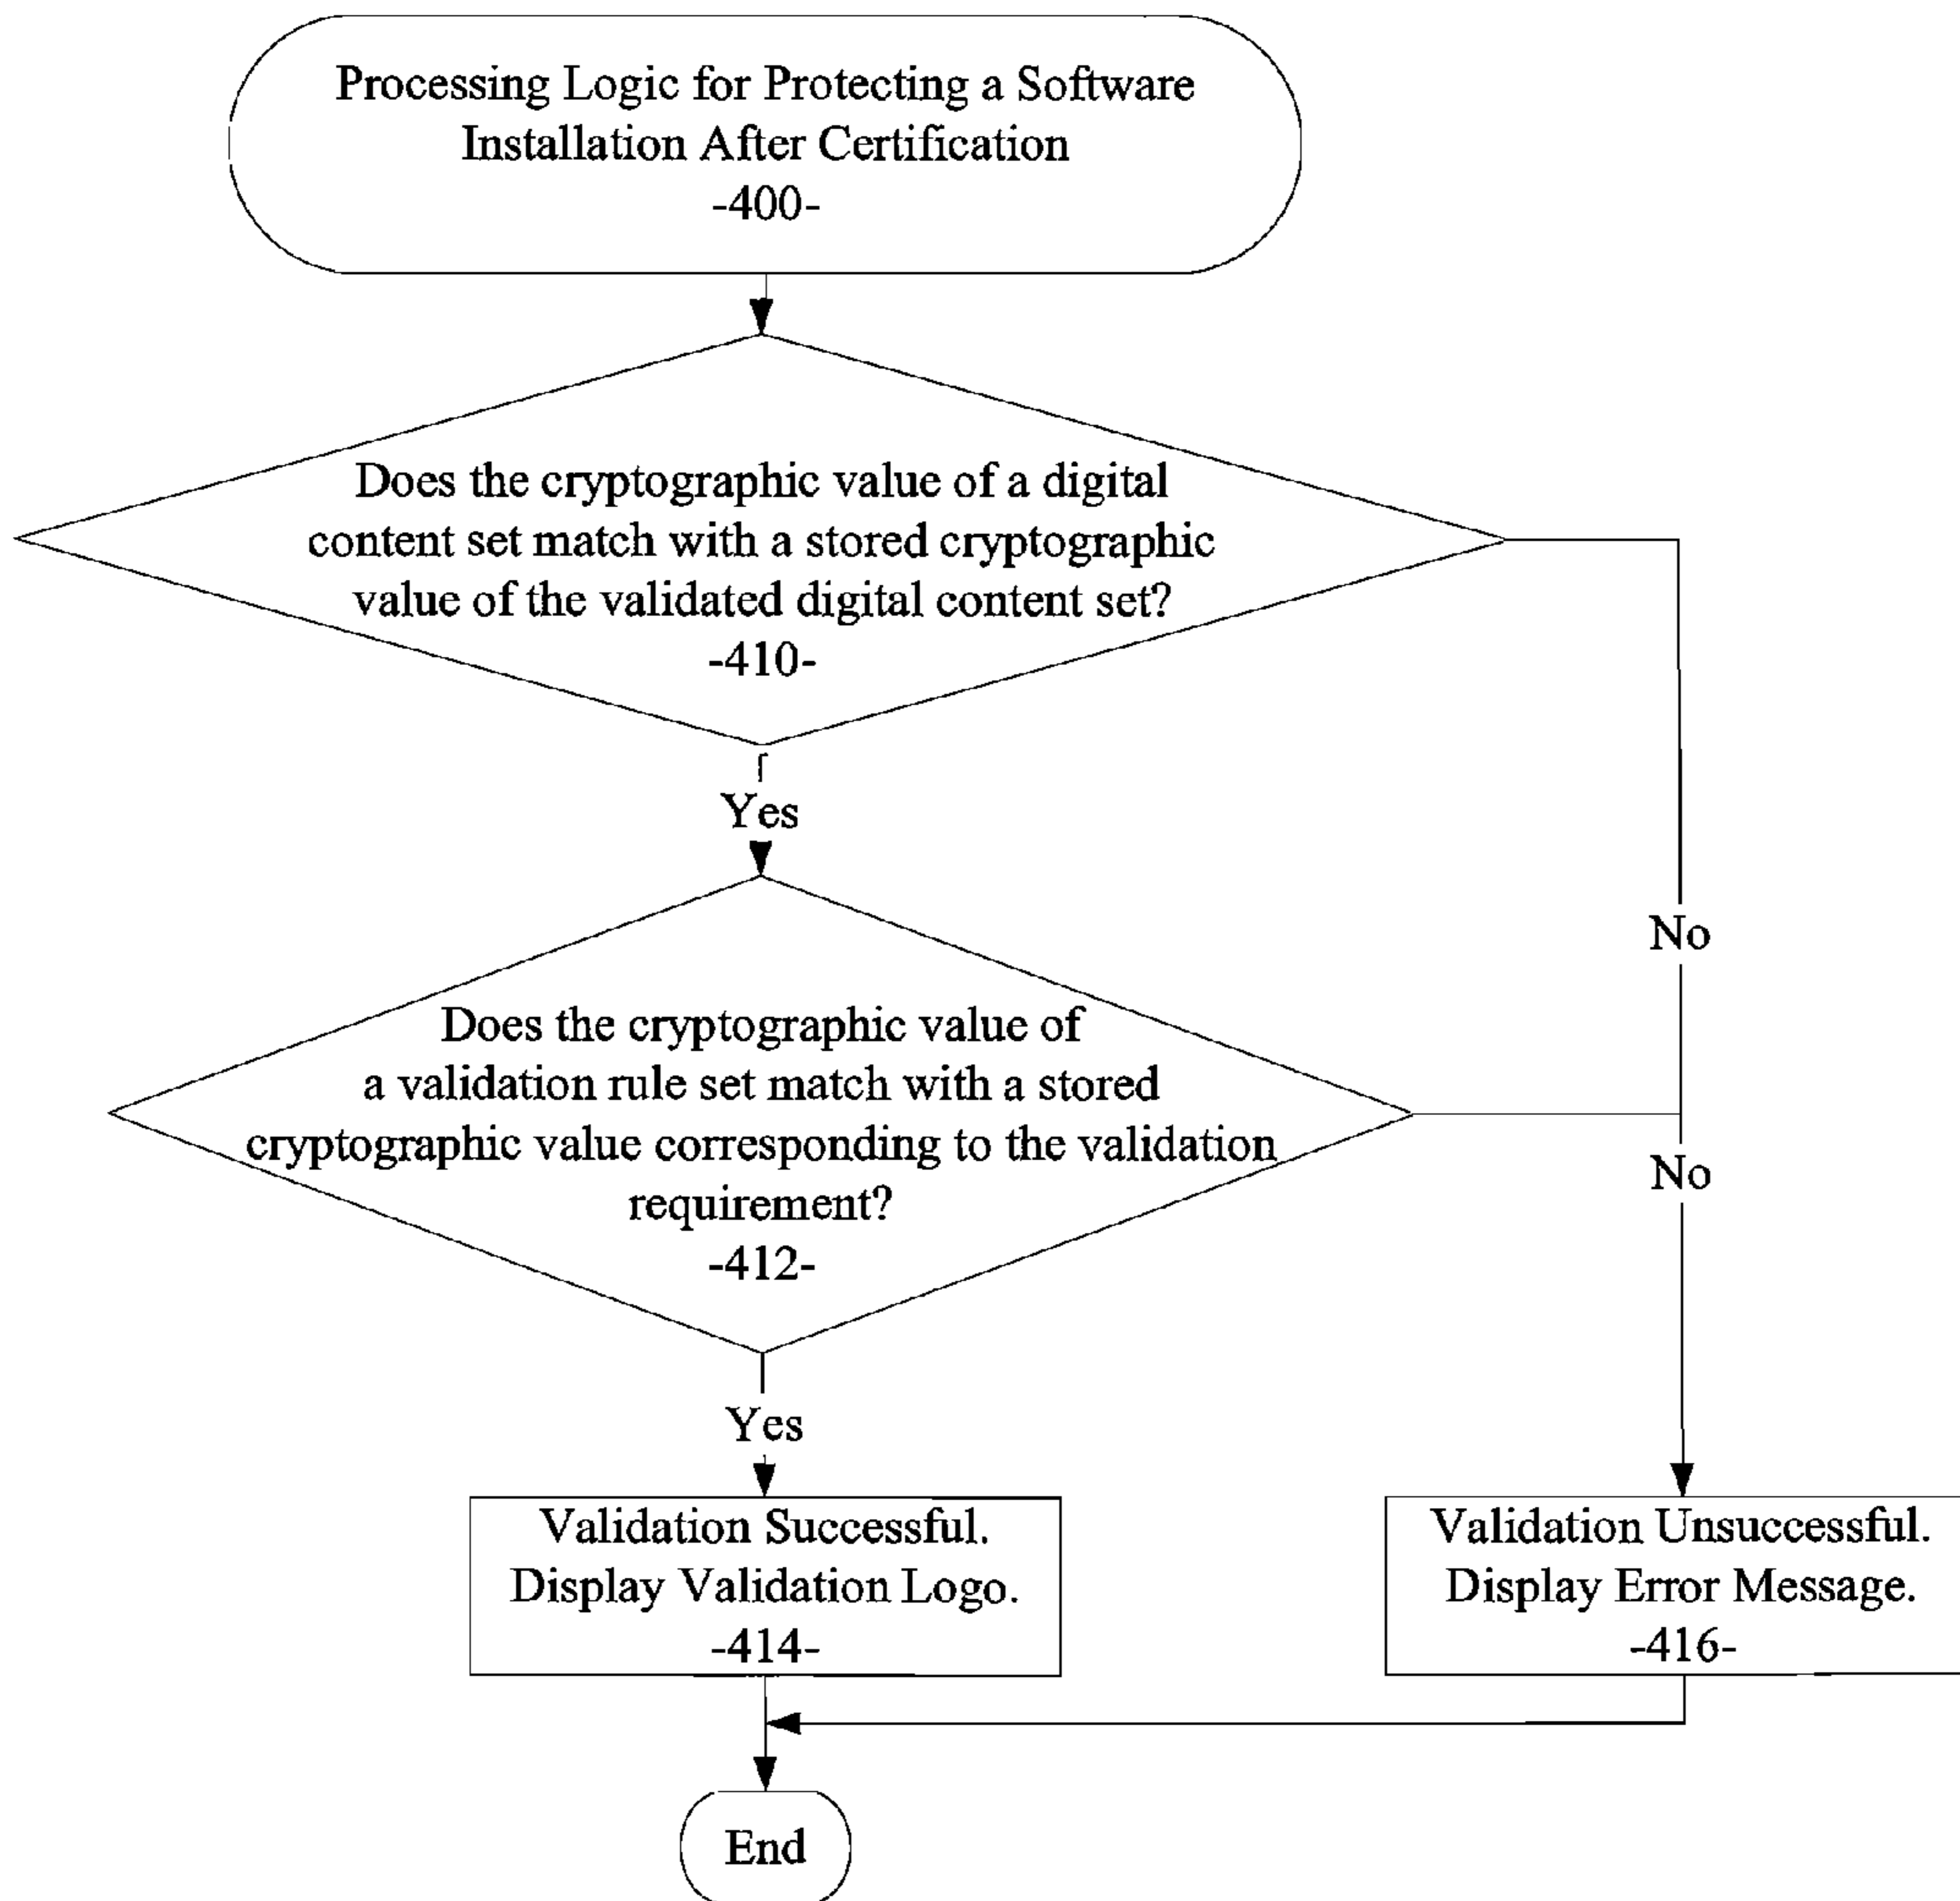 Processing Logic for Protecting a Software
Installation After Certification
-400-
Does the cryptographic value of a digital
content set match with a stored cryptographic
value of the validated digital content set?
-410-
Yes
No
Does the cryptographic value of
a validation rule set match with a stored
cryptographic value corresponding to the validation
requirement?
-412-
No
Yes
Validation Successful.
Display Validation Logo.
-414-
Validation Unsuccessful.
Display Error Message.
-416-
End